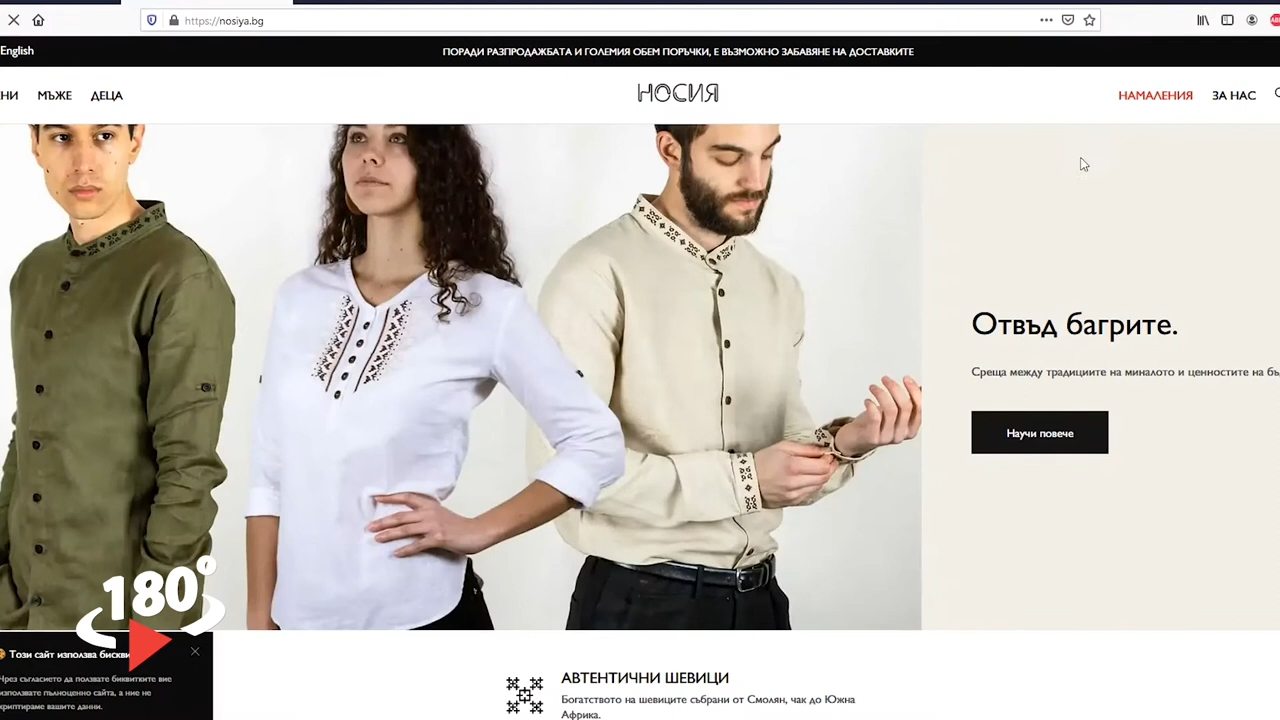 https://nosiya.bg
English
ПОРАДИ РАЗПРОДАЖБАТА И ГОЛЕМИЯ ОБЕМ ПОРЪЧКИ, Е ВЪЗМОЖНО ЗАБАВЯНЕ НА ДОСТАВКИТЕ
МЪЖЕ ДЕЦА НОСИЯ НАМАЛЕНИЯ ЗА НАС
Отвъд багрите.
Среща между традициите на миналото и ценностите на
Научи повече
180°
Този сайт използва
Чрез съгласието да ползвате бисквитките вие
използвате пълноценно сайта, а ние не
криптираме вашите данни.
АВТЕНТИЧНИ ШЕВИЦИ
Богатството на шевиците събрани от Смолян, чак до Южна
Африка.